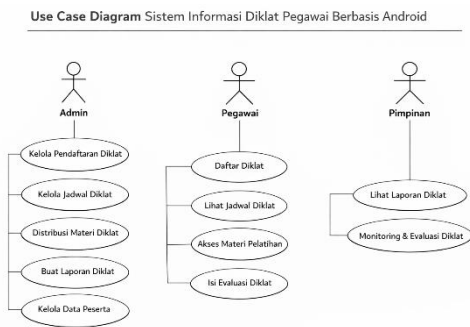 Use Case Diagram Sistem Informasi Diklat Pegawai Berbasis Android
Admin
Kelola Pendaftaran Diklat
Kelola Jadwal Diklat
Distribusi Materi Diklat
Buat Laporan Diklat
Kelola Data Peserta
Pegawai
Daftar Diklat
Lihat Jadwal Diklat
Akses Materi Pelatihan
Isi Evaluasi Diklat
Pimpinan
Lihat Laporan Diklat
Monitoring & Evaluasi Diklat